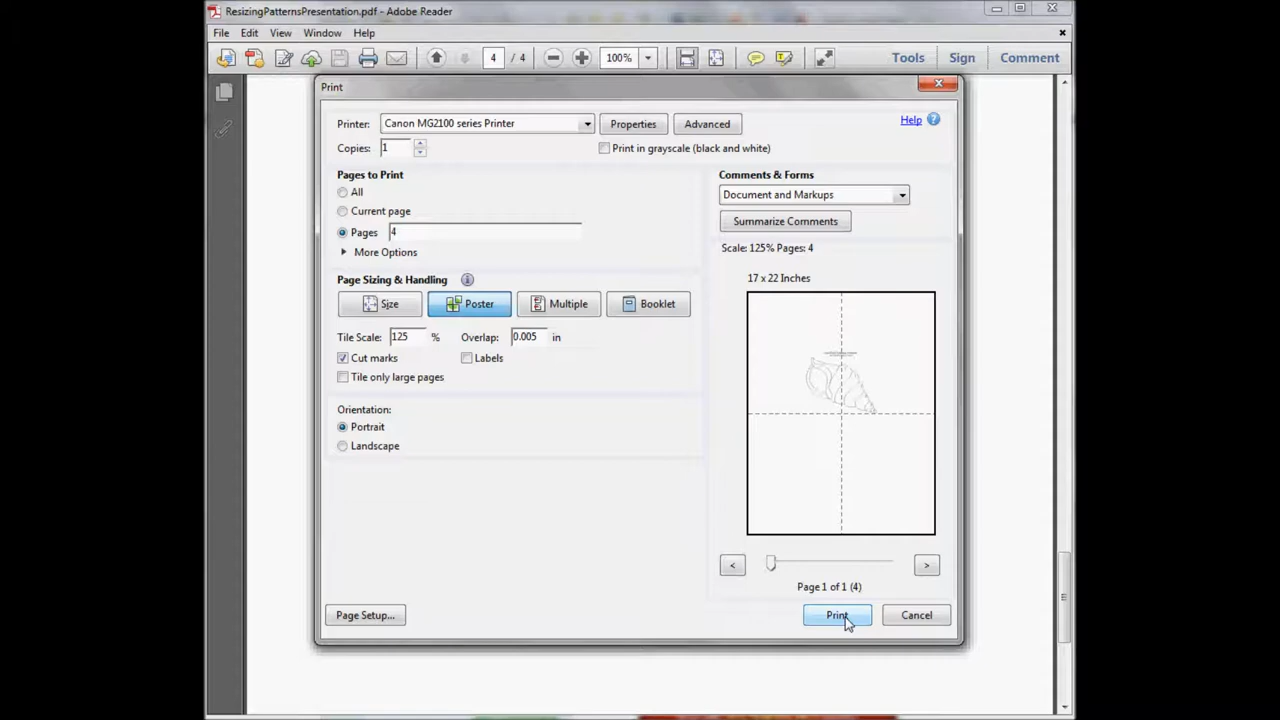 ResizingPatternsPresentation.pdf - Adobe Reader
File Edit View Window Help
4 / 4 100% Tools Sign Comment
Print
Printer: Canon MG2100 series Printer Properties Advanced Help
Copies: 1 Print in grayscale (black and white)
Pages to Print
All
Current page
Pages 4
More Options
Page Sizing & Handling
Size Poster Multiple Booklet
Tile Scale: 125 % Overlap: 0.005 in
Cut marks Labels
Tile only large pages
Orientation:
Portrait
Landscape
Comments & Forms
Document and Markups
Summarize Comments
Scale: 125% Pages: 4
17 x 22 Inches
< >
Page 1 of 1 (4)
Page Setup... Print Cancel